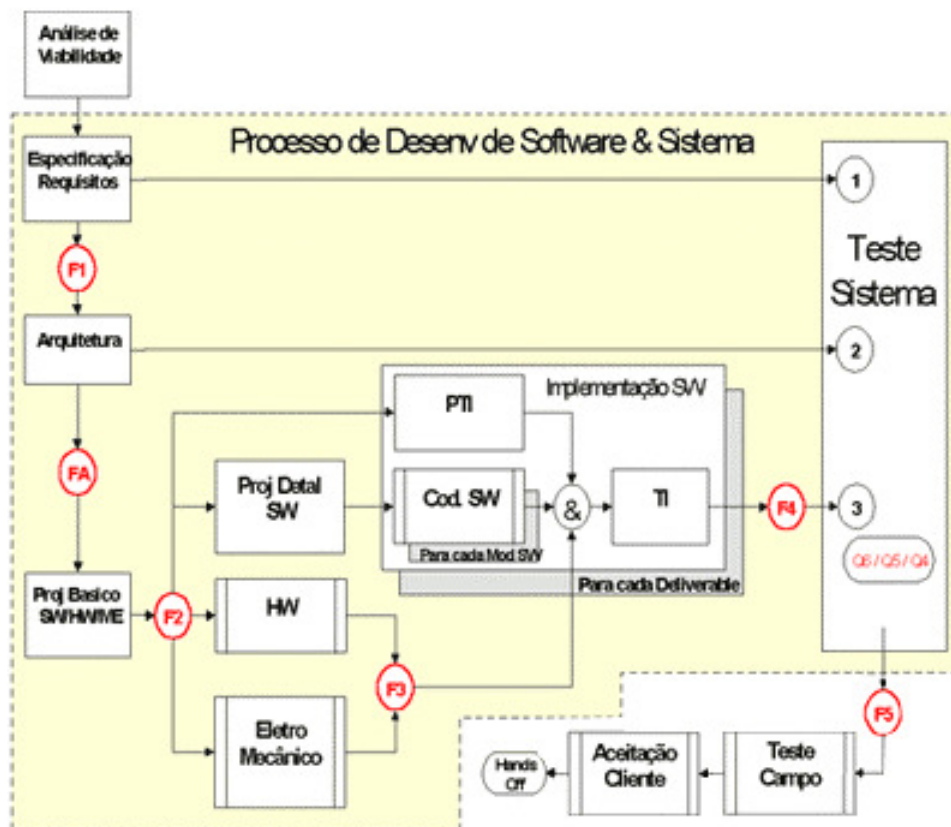 Análise de
Viabilidade
Processo de Desenv de Software & Sistema
Especificação
Requisitos
1
F1
Teste
Sistema
Arquitetura
2
Implementação SW
PTI
FA
Proj Detal
SW
Cod. SW
&
TI
F4
3
Para cada Mod SW
Q6 / Q5 / Q4
Para cada Deliverable
Proj Basico
SW/HW/ME
F2
HW
F3
F5
Eletro
Mecânico
Hands
Off
Aceitação
Cliente
Teste
Campo